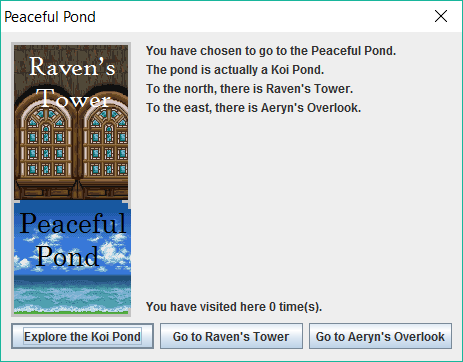 Peaceful Pond
Raven's
Tower
Peaceful
Pond
You have chosen to go to the Peaceful Pond.
The pond is actually a Koi Pond.
To the north, there is Raven's Tower.
To the east, there is Aeryn's Overlook.
You have visited here 0 time(s).
Explore the Koi Pond
Go to Raven's Tower
Go to Aeryn's Overlook